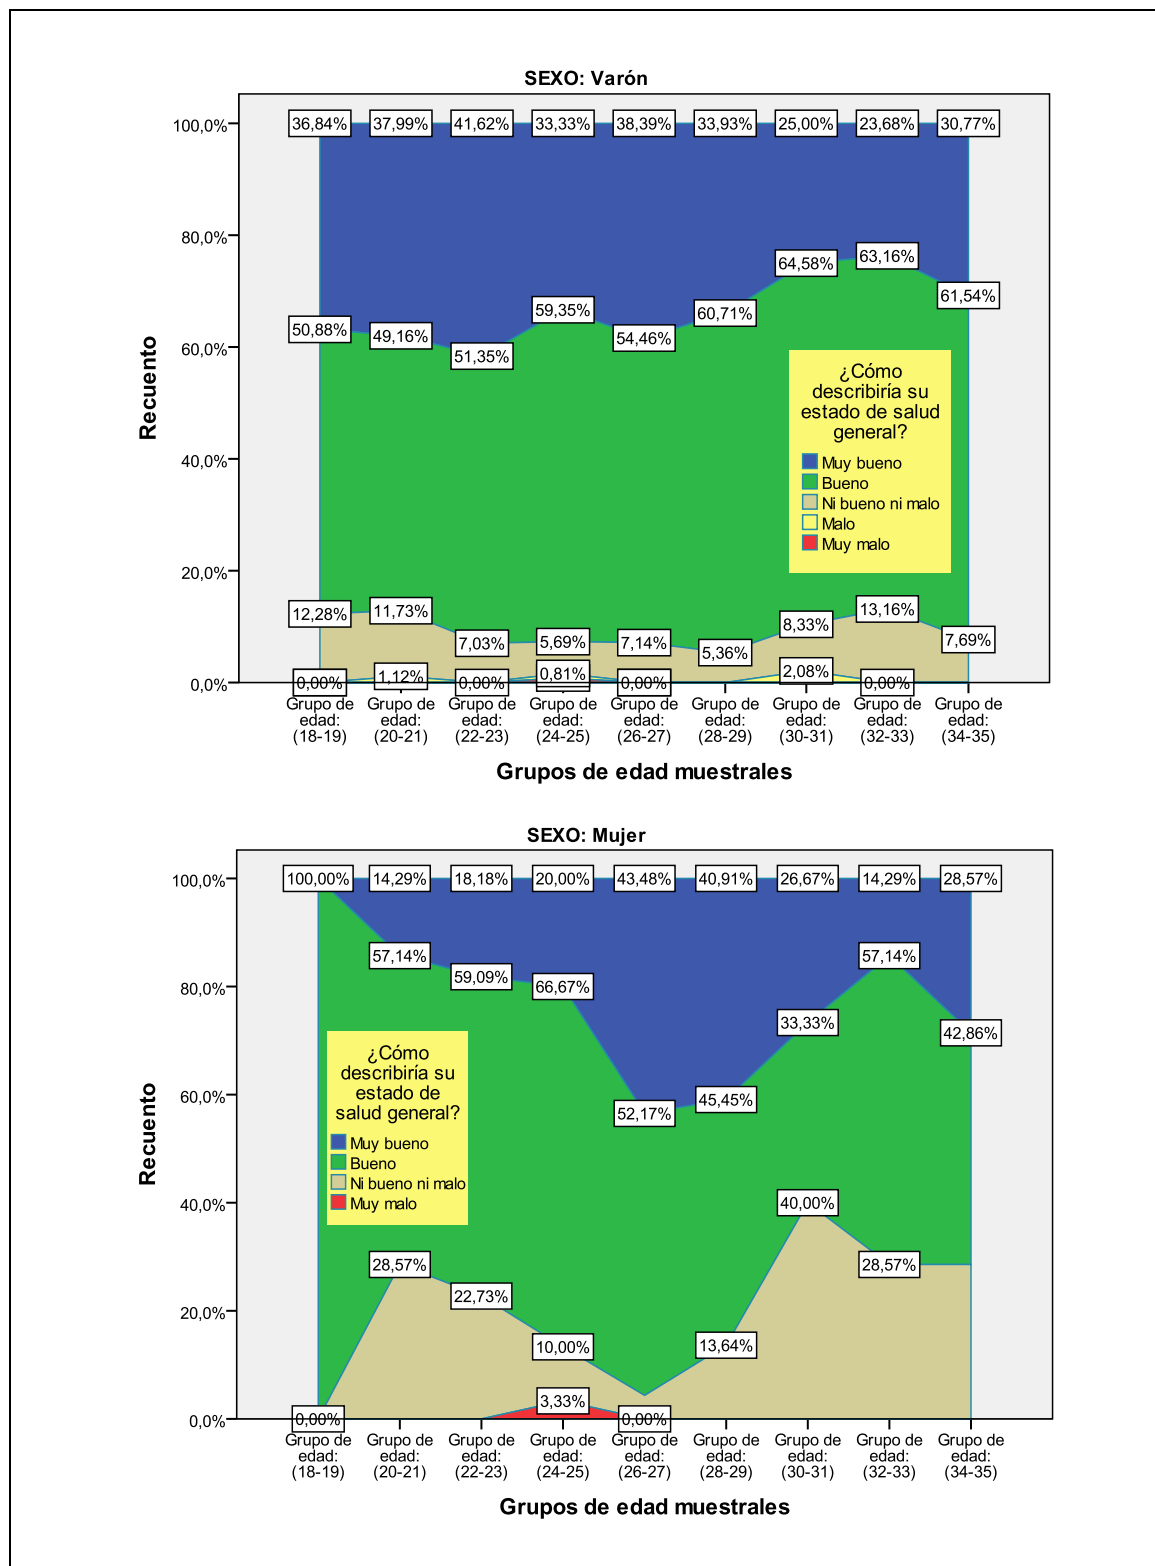 SEXO: Varón
36,84% 37,99% 41,62% 33,33% 38,39% 33,93% 25,00% 23,68% 30,77%
100,0%
80,0%
60,0%
40,0%
20,0%
0,0%
Recuento
50,88% 49,16% 51,35% 59,35% 54,46% 60,71% 64,58% 63,16% 61,54%
¿Cómo
describiría su
estado de salud
general?
Muy bueno
Bueno
Ni bueno ni malo
Malo
Muy malo
12,28% 11,73% 7,03% 5,69% 7,14% 5,36% 8,33% 13,16% 7,69%
0,00% 1,12% 0,00% 0,81% 0,00% 2,08% 0,00%
Grupo de Grupo de Grupo de Grupo de Grupo de Grupo de Grupo de Grupo de Grupo de
edad: edad: edad: edad: edad: edad: edad: edad: edad:
(18-19) (20-21) (22-23) (24-25) (26-27) (28-29) (30-31) (32-33) (34-35)
Grupos de edad muestrales
SEXO: Mujer
100,00% 14,29% 18,18% 20,00% 43,48% 40,91% 26,67% 14,29% 28,57%
100,0%
80,0%
60,0%
40,0%
20,0%
0,0%
Recuento
57,14% 59,09% 66,67% 52,17% 45,45% 33,33% 57,14% 42,86%
¿Cómo
describiría su
estado de
salud general?
Muy bueno
Bueno
Ni bueno ni malo
Muy malo
28,57% 22,73% 10,00% 13,64% 40,00% 28,57%
0,00% 3,33% 0,00%
Grupo de Grupo de Grupo de Grupo de Grupo de Grupo de Grupo de Grupo de Grupo de
edad: edad: edad: edad: edad: edad: edad: edad: edad:
(18-19) (20-21) (22-23) (24-25) (26-27) (28-29) (30-31) (32-33) (34-35)
Grupos de edad muestrales